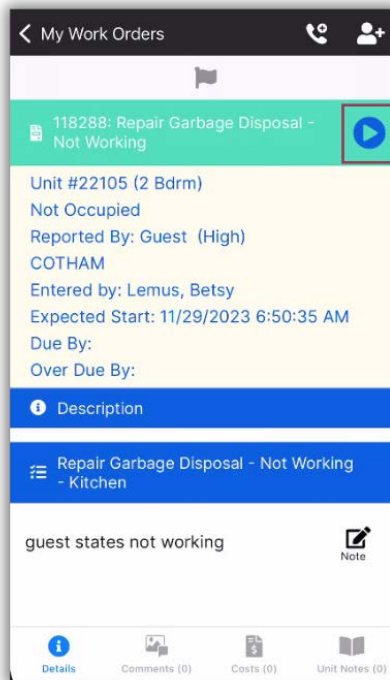 My Work Orders
118288: Repair Garbage Disposal -
Not Working
Unit #22105 (2 Bdrm)
Not Occupied
Reported By: Guest (High)
COTHAM
Entered by: Lemus, Betsy
Expected Start: 11/29/2023 6:50:35 AM
Due By:
Over Due By:
Description
Repair Garbage Disposal - Not Working
- Kitchen
guest states not working
Note
Details
Comments (0)
Costs (0)
Unit Notes (0)